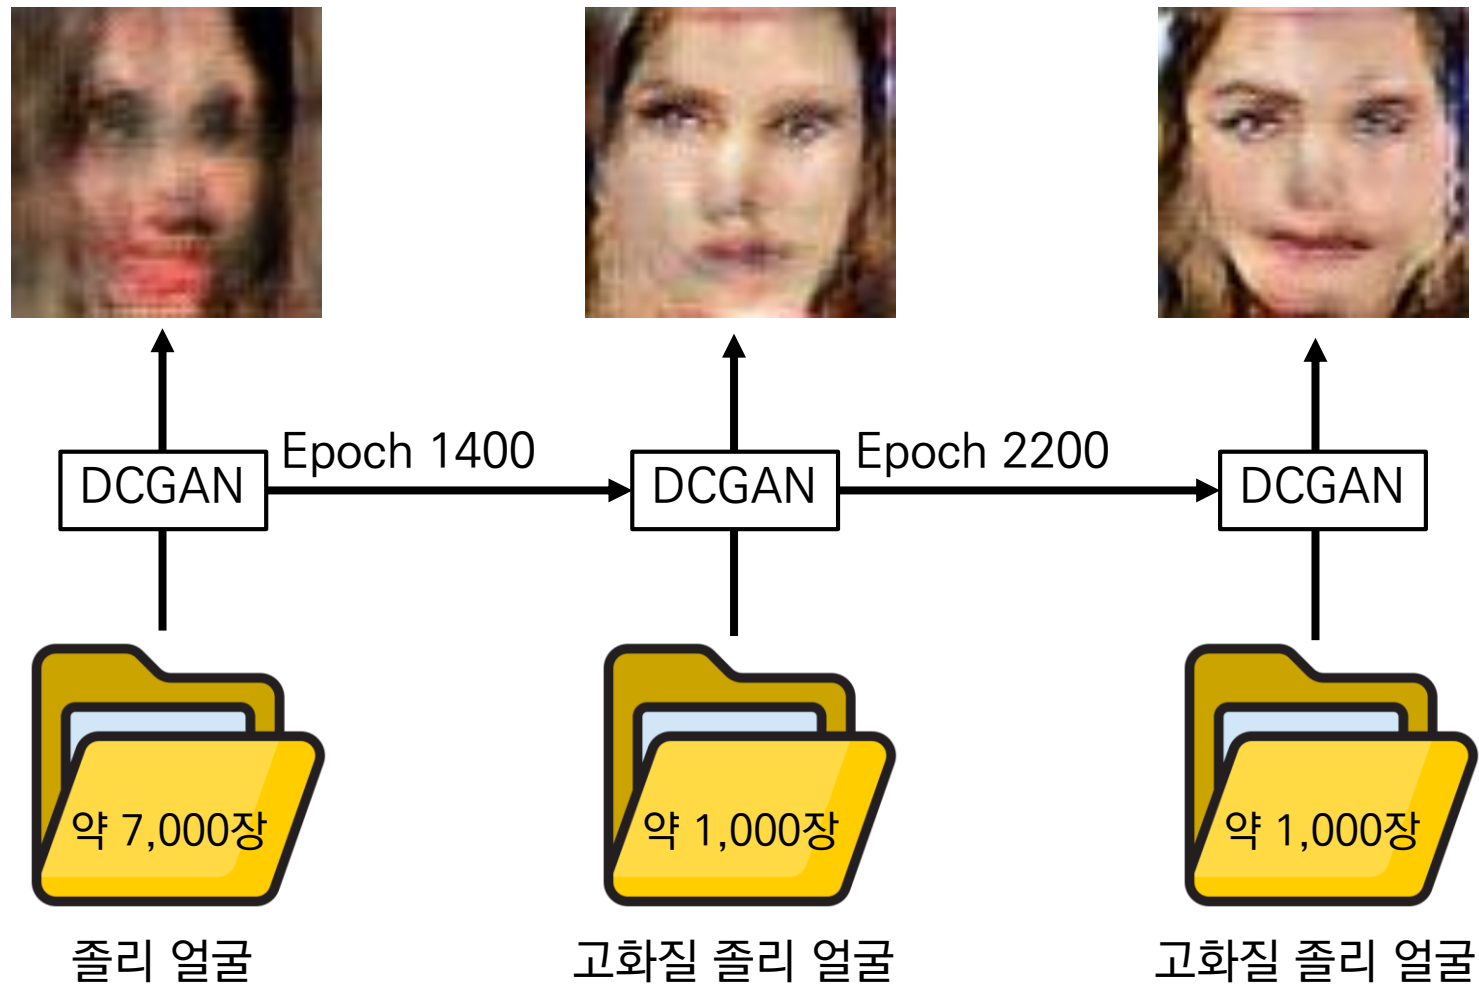 Epoch 1400
Epoch 2200
DCGAN
DCGAN
DCGAN
약 7,000장
약 1,000장
약 1,000장
졸리 얼굴
고화질 졸리 얼굴
고화질 졸리 얼굴